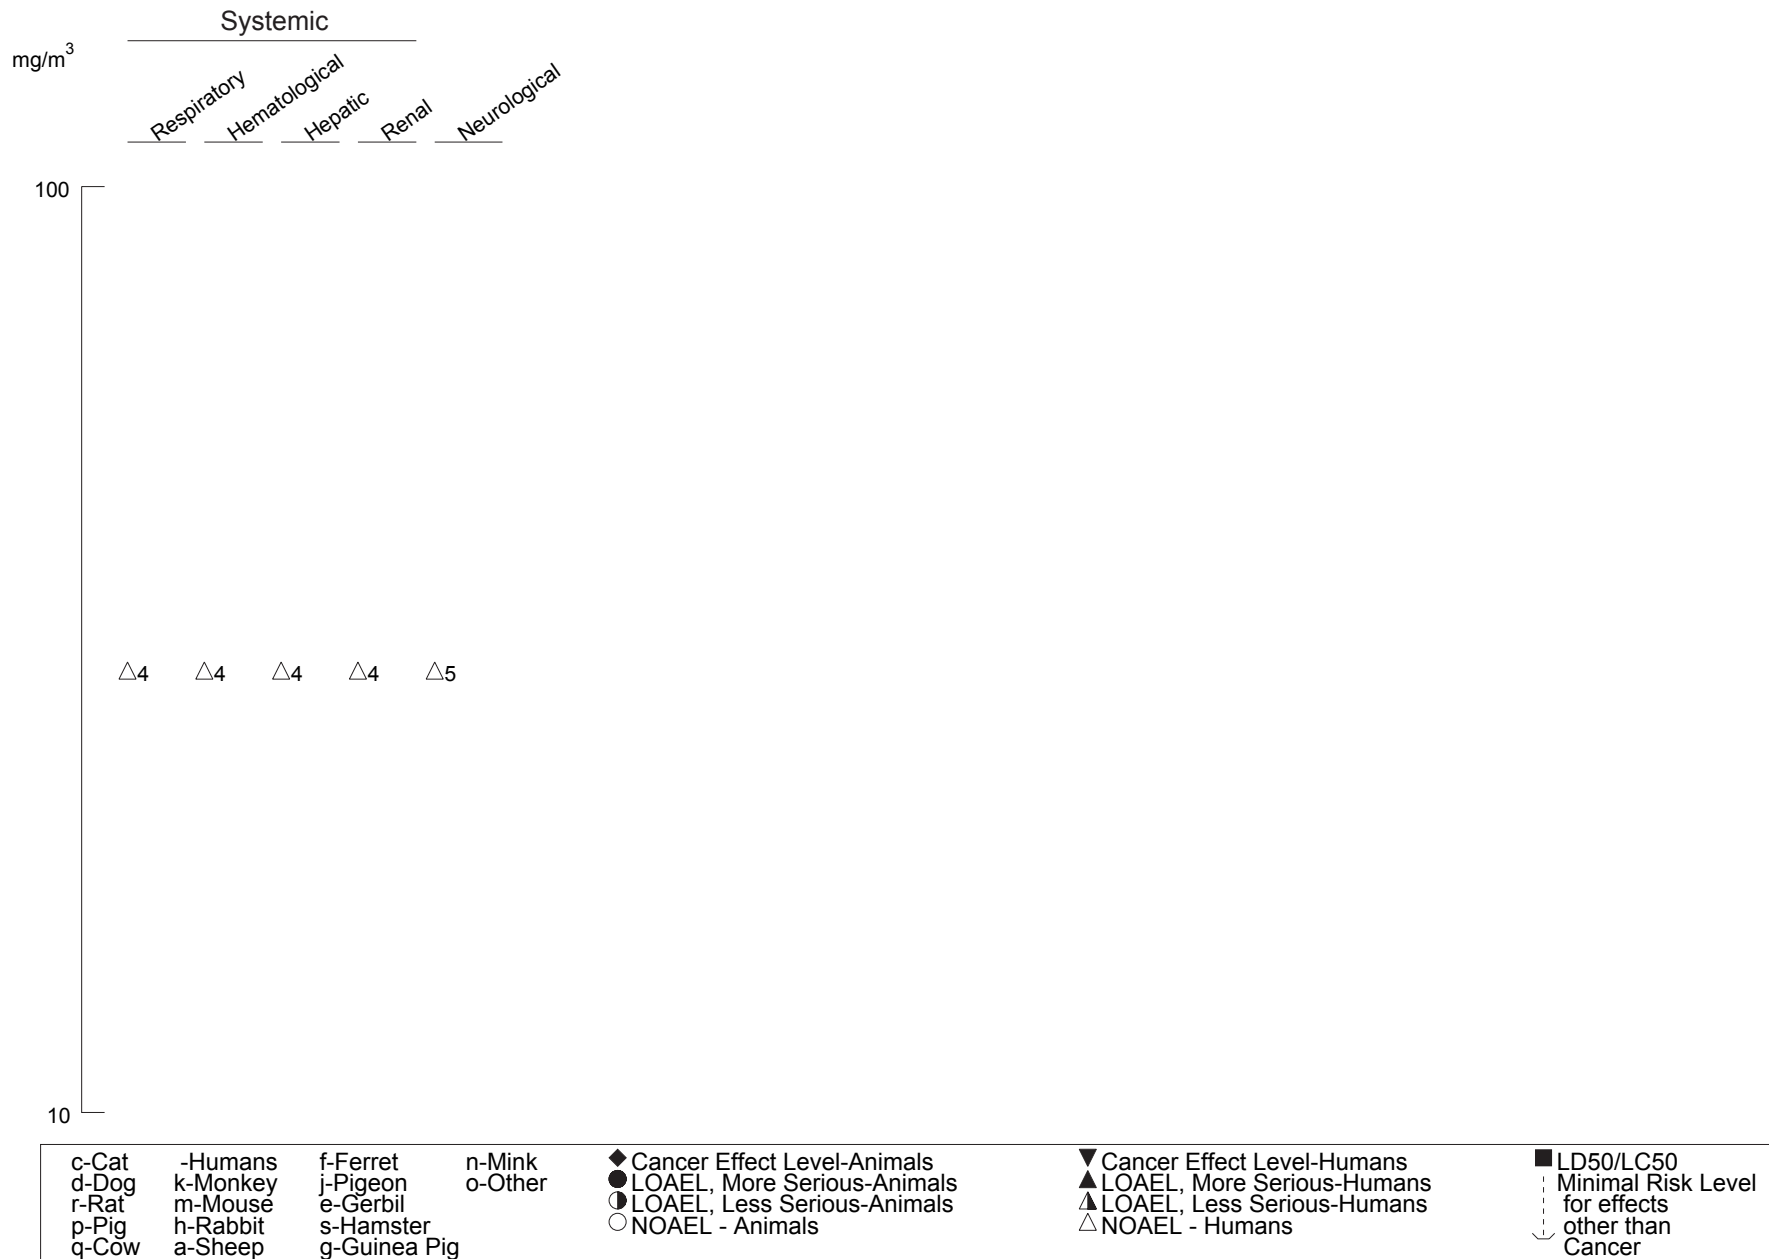 Systemic
mg/m3
Respiratory
Hematological
Hepatic
Renal
Neurological
100
4 4 4 4 5
10
c-Cat
d-Dog
r-Rat
p-Pig
q-Cow
-Humans
k-Monkey
m-Mouse
h-Rabbit
a-Sheep
f-Ferret
j-Pigeon
e-Gerbil
s-Hamster
g-Guinea Pig
n-Mink
o-Other
Cancer Effect Level-Animals
LOAEL, More Serious-Animals
LOAEL, Less Serious-Animals
NOAEL - Animals
Cancer Effect Level-Humans
LOAEL, More Serious-Humans
LOAEL, Less Serious-Humans
NOAEL - Humans
LD50/LC50
Minimal Risk Level
for effects
other than
Cancer